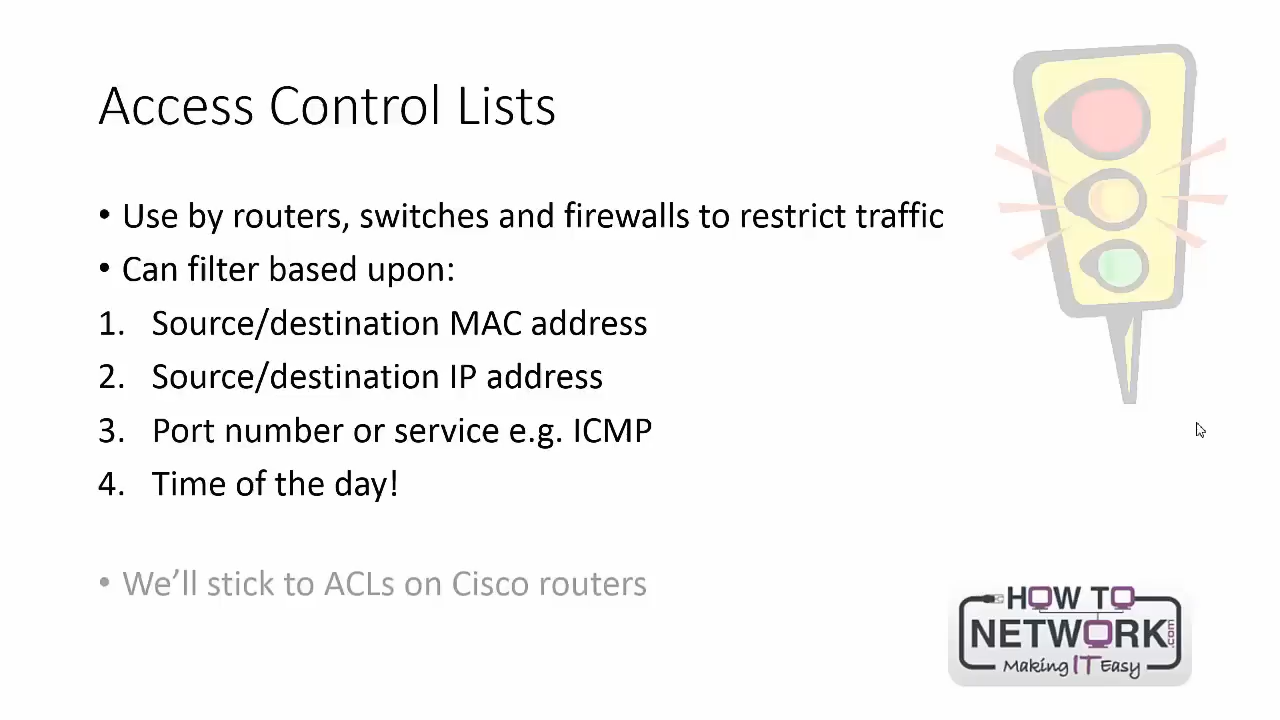 Access Control Lists
• Use by routers, switches and firewalls to restrict traffic
• Can filter based upon:
1. Source/destination MAC address
2. Source/destination IP address
3. Port number or service e.g. ICMP
4. Time of the day!
• We’ll stick to ACLs on Cisco routers
HOW TO
NETWORK.com
Making IT Easy